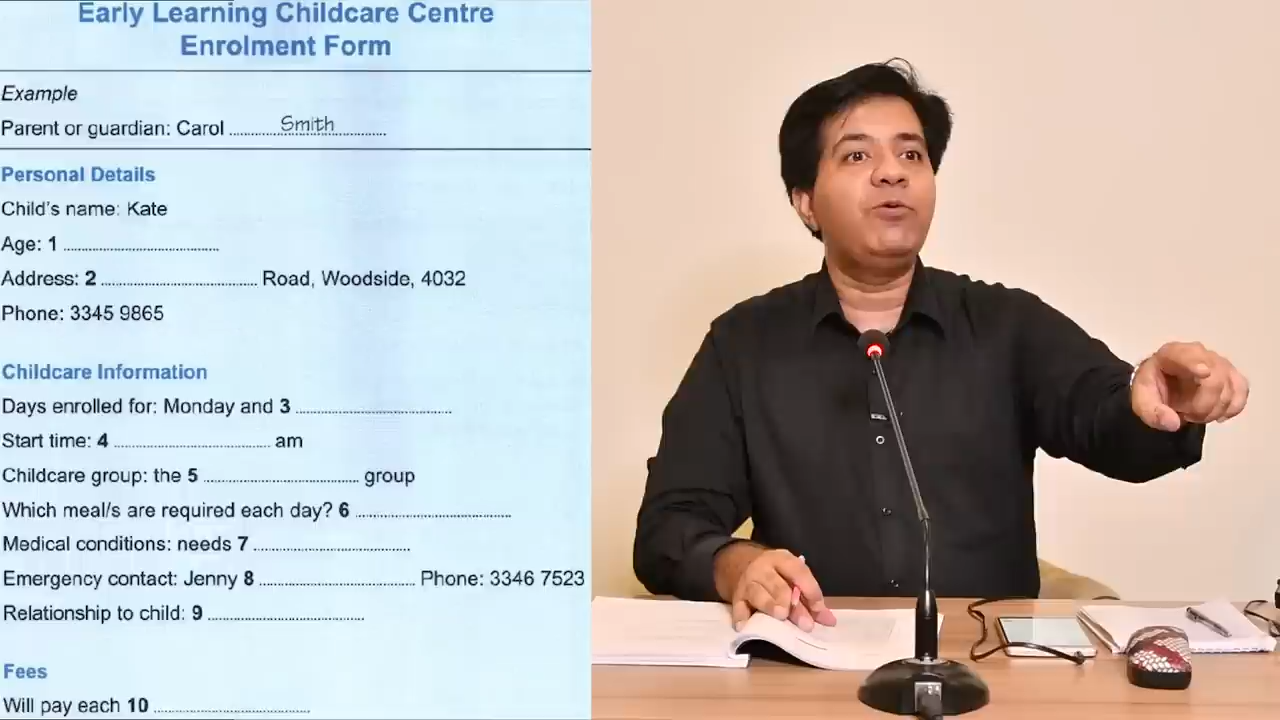 Early Learning Childcare Centre
Enrolment Form
Example
Parent or guardian: Carol ........................ Smith ........................
Personal Details
Child's name: Kate
Age: 1 ........................
Address: 2 ........................ Road, Woodside, 4032
Phone: 3345 9865
Childcare Information
Days enrolled for: Monday and 3 ........................
Start time: 4 ........................ am
Childcare group: the 5 ........................ group
Which meal/s are required each day? 6 ........................
Medical conditions: needs 7 ........................
Emergency contact: Jenny 8 ........................ Phone: 3346 7523
Relationship to child: 9 ........................
Fees
Will pay each 10 ........................